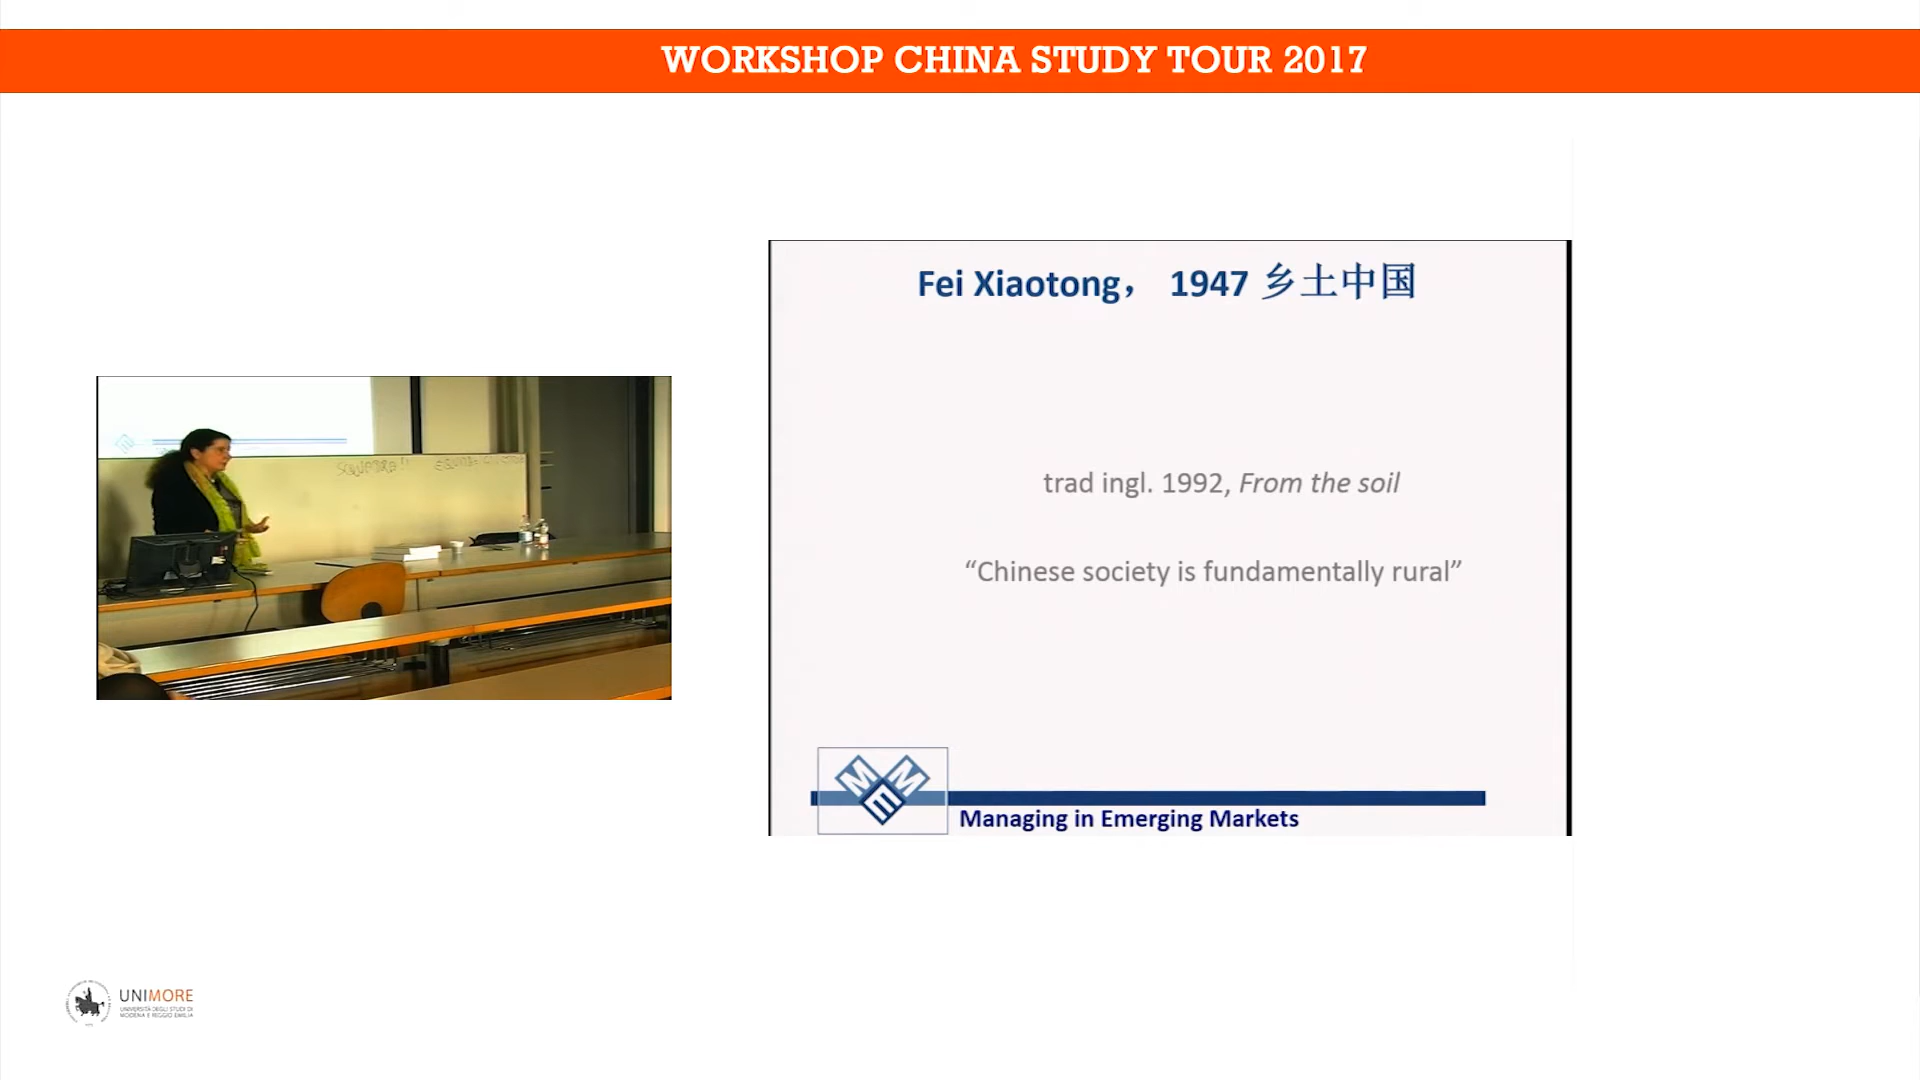 WORKSHOP CHINA STUDY TOUR 2017
Fei Xiaotong， 1947 乡土中国
trad ingl. 1992, From the soil
“Chinese society is fundamentally rural”
MEM
Managing in Emerging Markets
UNIMORE
UNIVERSITÀ DEGLI STUDI DI
MODENA E REGGIO EMILIA